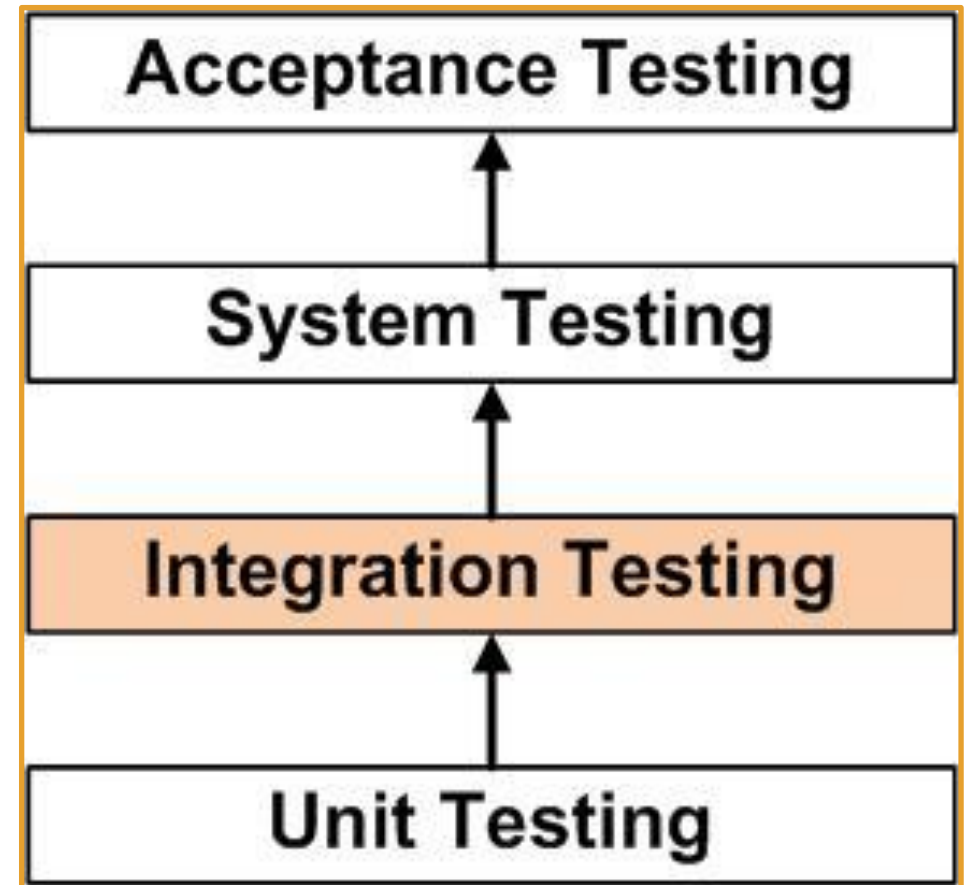 Acceptance Testing
System Testing
Integration Testing
Unit Testing